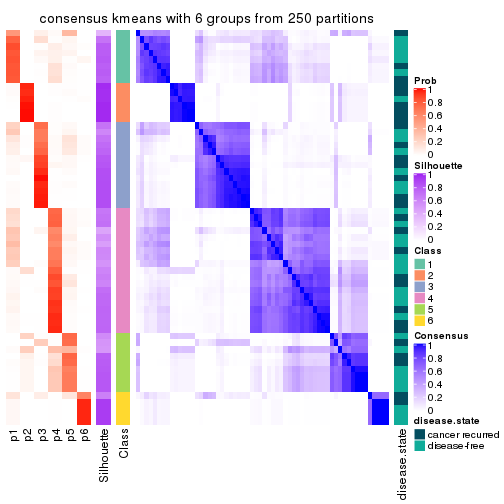 consensus kmeans with 6 groups from 250 partitions
Prob
1
0.8
0.6
0.4
0.2
0
Silhouette
1
0.8
0.6
0.4
0.2
0
Class
1
2
3
4
5
6
Consensus
1
0.8
0.6
0.4
0.2
0
disease.state
cancer recurred
disease-free
p1
p2
p3
p4
p5
p6
Silhouette
Class
disease.state